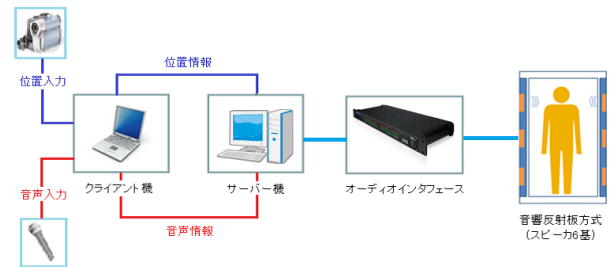 位置情報
位置入力
クライアント機
サーバー機
オーディオインタフェース
音声入力
音声情報
音響反射板方式
(スピーカ6基)